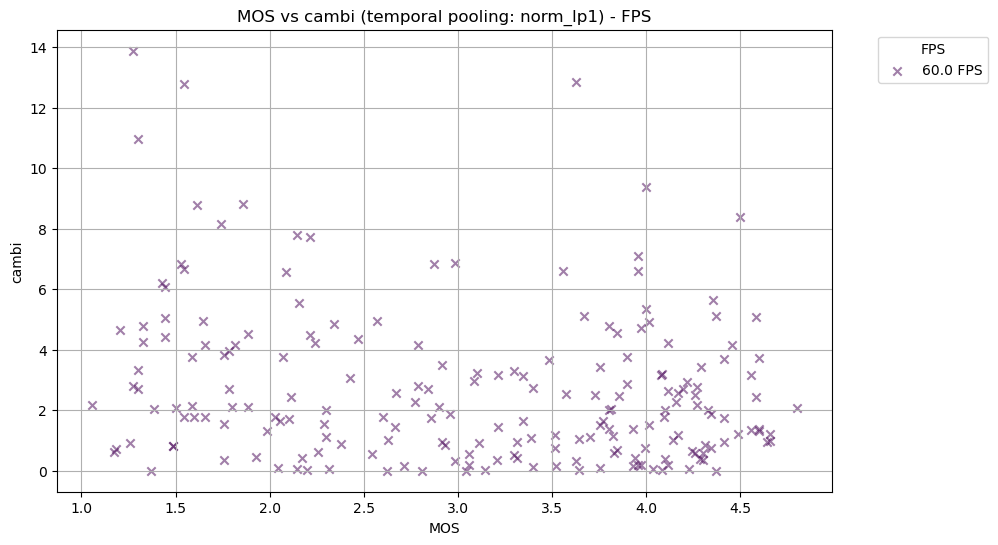 MOS vs cambi (temporal pooling: norm_lp1) - FPS
FPS
60.0 FPS
14
12
10
8
6
4
2
0
cambi
1.0 1.5 2.0 2.5 3.0 3.5 4.0 4.5
MOS